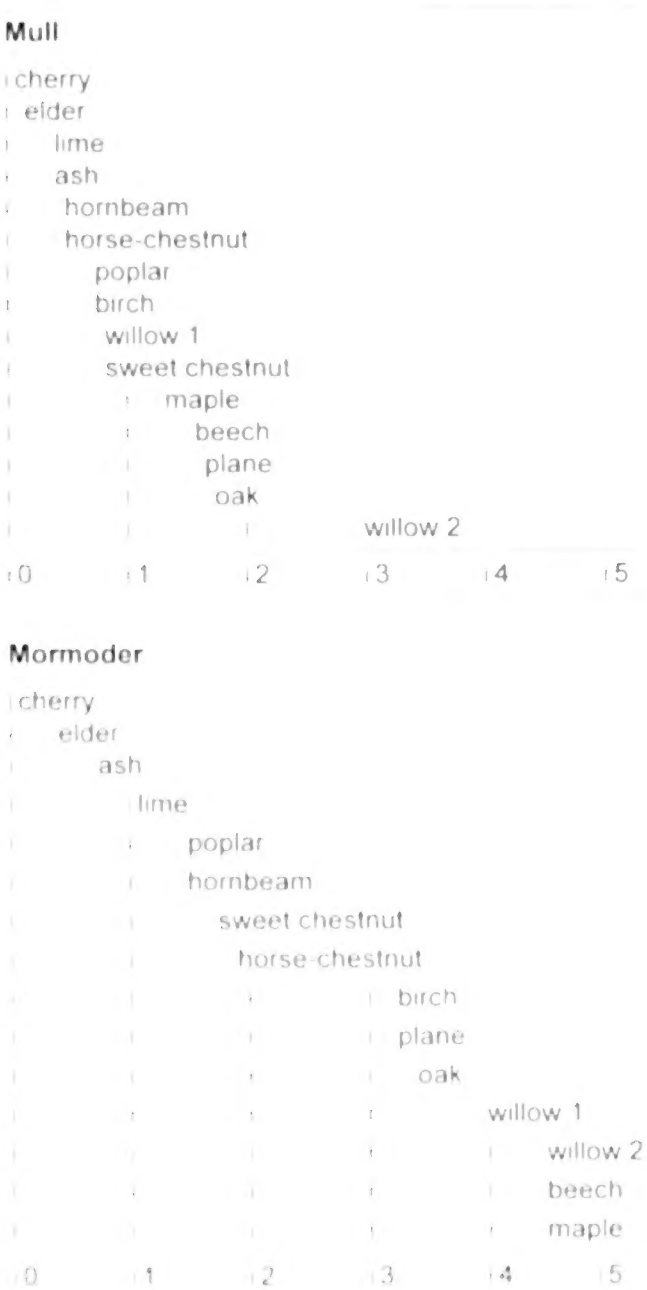 Mull
cherry
elder
lime
ash
hornbeam
horse-chestnut
poplar
birch
willow 1
sweet chestnut
maple
beech
plane
oak
willow 2
0 1 2 3 4 5
Mormoder
cherry
elder
ash
lime
poplar
hornbeam
sweet chestnut
horse-chestnut
birch
plane
oak
willow 1
willow 2
beech
maple
0 1 2 3 4 5